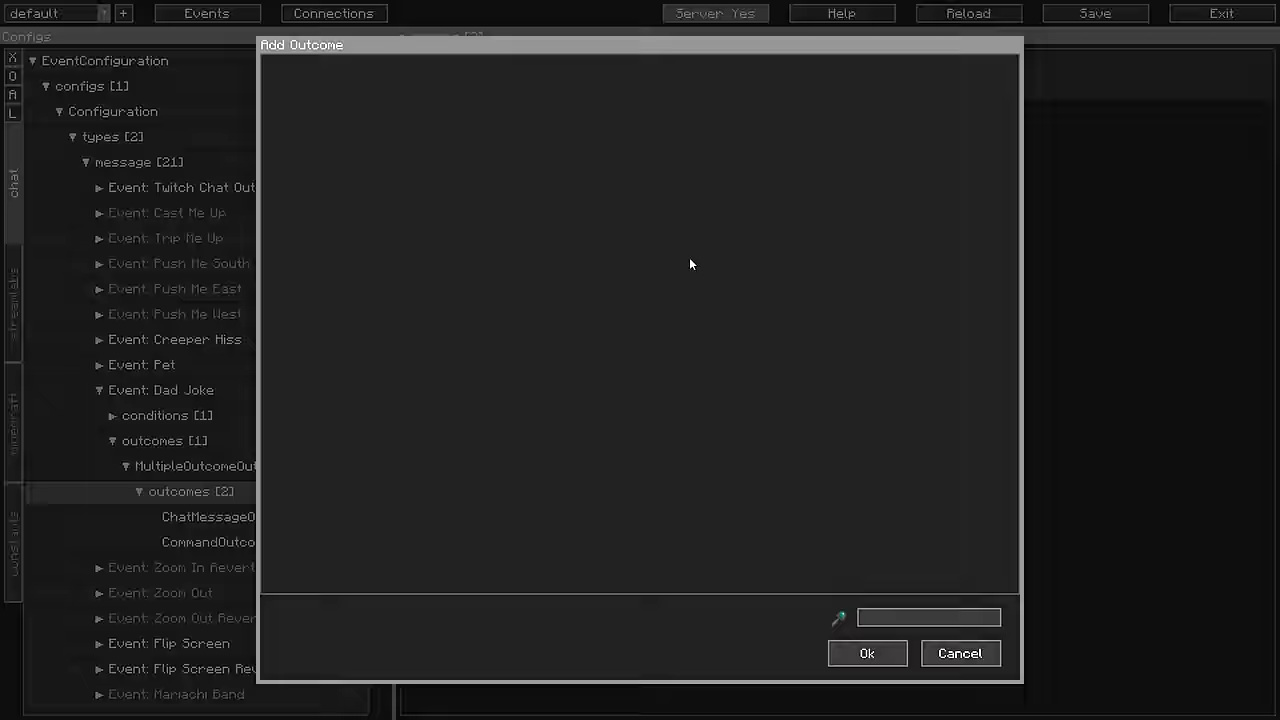 default
+
Events
Connections
Server Yes
Help
Reload
Save
Exit
Configs
Add Outcome
X
O
A
L
chat
streamlabs
minecraft
EventConfiguration
configs [1]
Configuration
types [2]
message [21]
Event: Twitch Chat Out
Event: Cast Me Up
Event: Trip Me Up
Event: Push Me South
Event: Push Me East
Event: Push Me West
Event: Creeper Hiss
Event: Pet
Event: Dad Joke
conditions [1]
outcomes [1]
MultipleOutcomeOut
outcomes [2]
ChatMessageO
CommandOutco
Event: Zoom In Revert
Event: Zoom Out
Event: Zoom Out Rever
Event: Flip Screen
Event: Flip Screen Rev
Event: Mariachi Band
Ok
Cancel